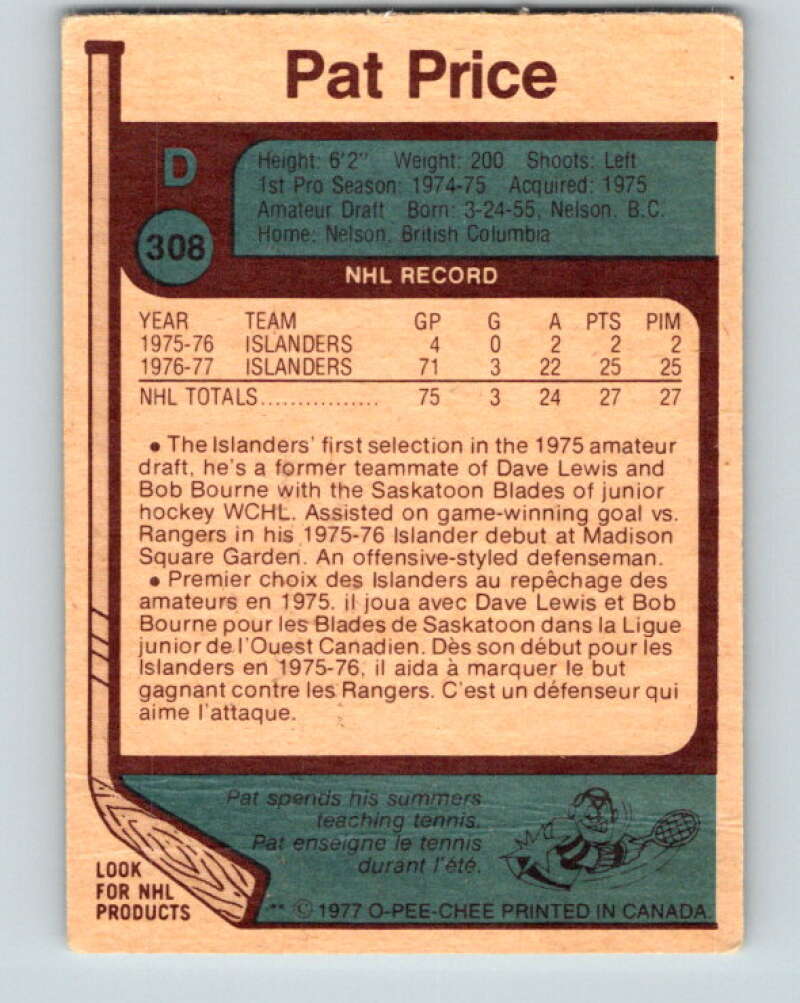 Pat Price
D
308
Height: 6'2" Weight: 200 Shoots: Left
1st Pro Season: 1974-75 Acquired: 1975
Amateur Draft Born: 3-24-55, Nelson, B.C.
Home: Nelson, British Columbia
NHL RECORD
YEAR TEAM GP G A PTS PIM
1975-76 ISLANDERS 4 0 2 2 2
1976-77 ISLANDERS 71 3 22 25 25
NHL TOTALS................ 75 3 24 27 27
• The Islanders' first selection in the 1975 amateur
draft, he's a former teammate of Dave Lewis and
Bob Bourne with the Saskatoon Blades of junior
hockey WCHL. Assisted on game-winning goal vs.
Rangers in his 1975-76 Islander debut at Madison
Square Garden. An offensive-styled defenseman.
• Premier choix des Islanders au repêchage des
amateurs en 1975, il joua avec Dave Lewis et Bob
Bourne pour les Blades de Saskatoon dans la Ligue
junior de l'Ouest Canadien. Dès son début pour les
Islanders en 1975-76, il aida à marquer le but
gagnant contre les Rangers. C'est un défenseur qui
aime l'attaque.
Pat spends his summers
teaching tennis.
Pat enseigne le tennis
durant l'été.
LOOK
FOR NHL
PRODUCTS
** © 1977 O-PEE-CHEE PRINTED IN CANADA.